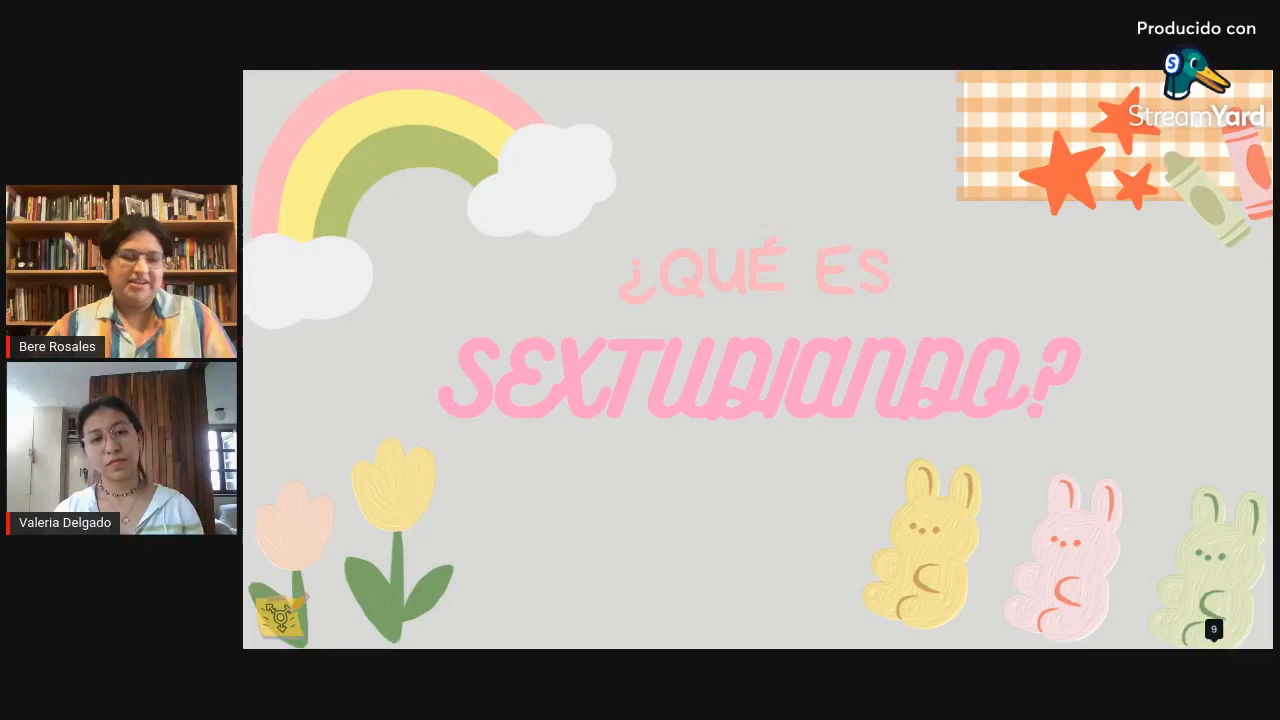 Producido con
StreamYard
¿QUÉ ES
SEXTUDIANDO?
Bere Rosales
Valeria Delgado
9